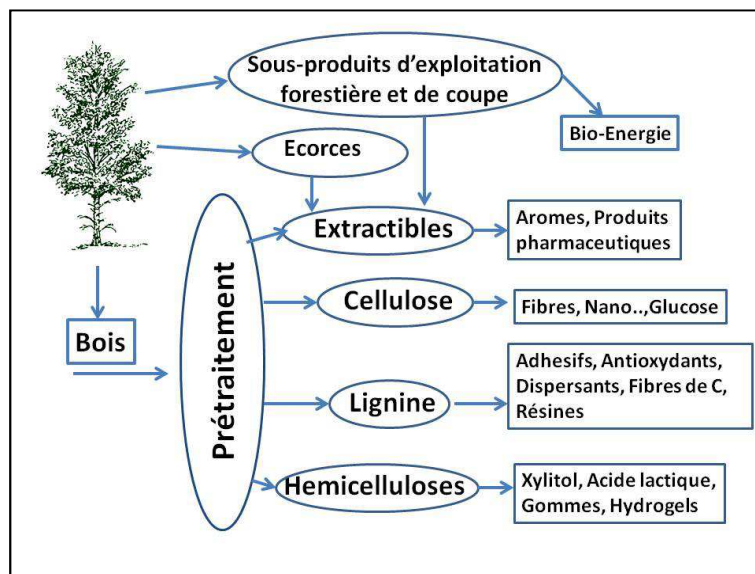 Sous-produits d'exploitation
forestière et de coupe
Bio-Energie
Ecorces
Extractibles
Aromes, Produits
pharmaceutiques
Cellulose
Fibres, Nano..,Glucose
Bois
Prétraitement
Lignine
Adhesifs, Antioxydants,
Dispersants, Fibres de C,
Résines
Hemicelluloses
Xylitol, Acide lactique,
Gommes, Hydrogels